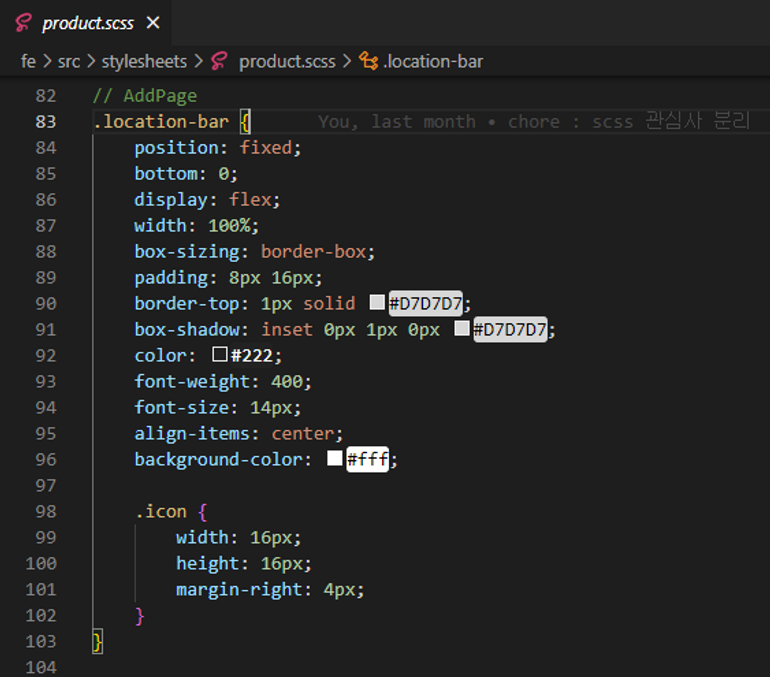 product.scss ×
fe > src > stylesheets > product.scss > .location-bar
82 // AddPage
83 .location-bar { You, last month • chore : scss 관심사 분리
84 position: fixed;
85 bottom: 0;
86 display: flex;
87 width: 100%;
88 box-sizing: border-box;
89 padding: 8px 16px;
90 border-top: 1px solid #D7D7D7;
91 box-shadow: inset 0px 1px 0px #D7D7D7;
92 color: #222;
93 font-weight: 400;
94 font-size: 14px;
95 align-items: center;
96 background-color: #fff;
97
98 .icon {
99 width: 16px;
100 height: 16px;
101 margin-right: 4px;
102 }
103 }
104